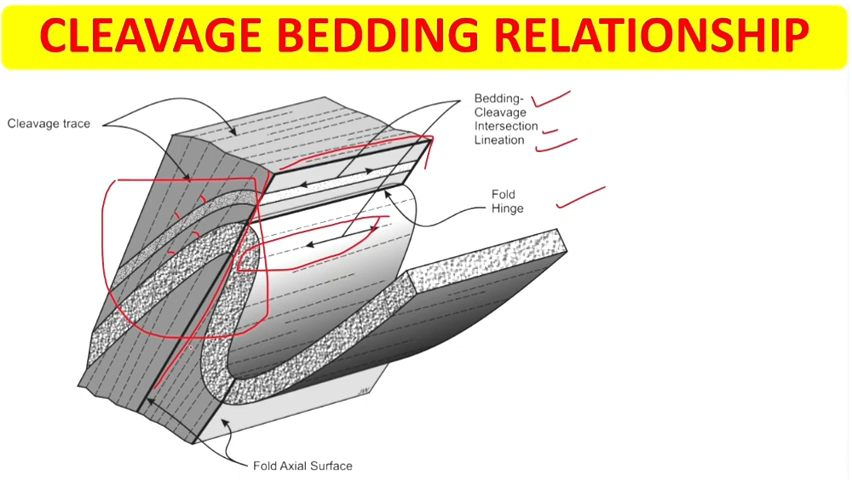 CLEAVAGE BEDDING RELATIONSHIP
Cleavage trace
Bedding-
Cleavage
Intersection
Lineation
Fold
Hinge
Fold Axial Surface